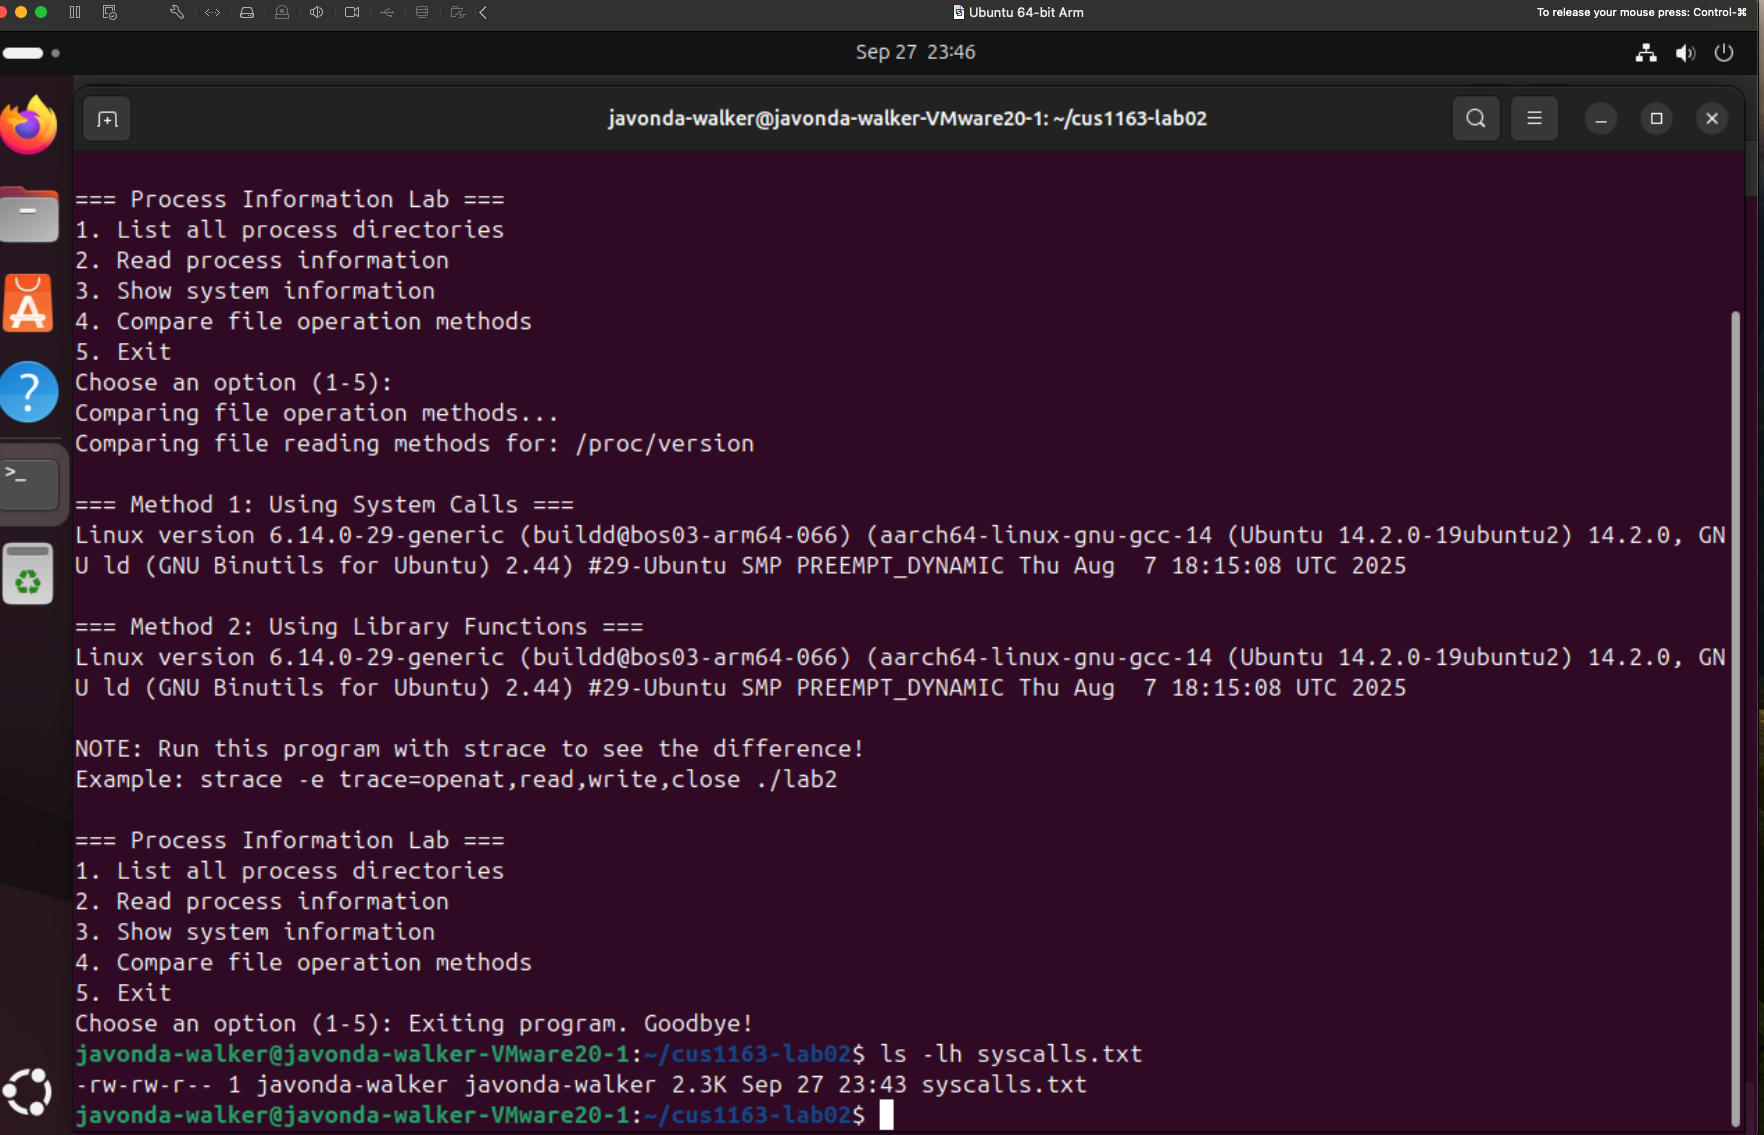 Ubuntu 64-bit Arm
To release your mouse press: Control-⌘
Sep 27 23:46
javonda-walker@javonda-walker-VMware20-1: ~/cus1163-lab02
=== Process Information Lab ===
1. List all process directories
2. Read process information
3. Show system information
4. Compare file operation methods
5. Exit
Choose an option (1-5):
Comparing file operation methods...
Comparing file reading methods for: /proc/version
=== Method 1: Using System Calls ===
Linux version 6.14.0-29-generic (buildd@bos03-arm64-066) (aarch64-linux-gnu-gcc-14 (Ubuntu 14.2.0-19ubuntu2) 14.2.0, GN
U ld (GNU Binutils for Ubuntu) 2.44) #29-Ubuntu SMP PREEMPT_DYNAMIC Thu Aug  7 18:15:08 UTC 2025
=== Method 2: Using Library Functions ===
Linux version 6.14.0-29-generic (buildd@bos03-arm64-066) (aarch64-linux-gnu-gcc-14 (Ubuntu 14.2.0-19ubuntu2) 14.2.0, GN
U ld (GNU Binutils for Ubuntu) 2.44) #29-Ubuntu SMP PREEMPT_DYNAMIC Thu Aug  7 18:15:08 UTC 2025
NOTE: Run this program with strace to see the difference!
Example: strace -e trace=openat,read,write,close ./lab2
=== Process Information Lab ===
1. List all process directories
2. Read process information
3. Show system information
4. Compare file operation methods
5. Exit
Choose an option (1-5): Exiting program. Goodbye!
javonda-walker@javonda-walker-VMware20-1:~/cus1163-lab02$ ls -lh syscalls.txt
-rw-rw-r-- 1 javonda-walker javonda-walker 2.3K Sep 27 23:43 syscalls.txt
javonda-walker@javonda-walker-VMware20-1:~/cus1163-lab02$